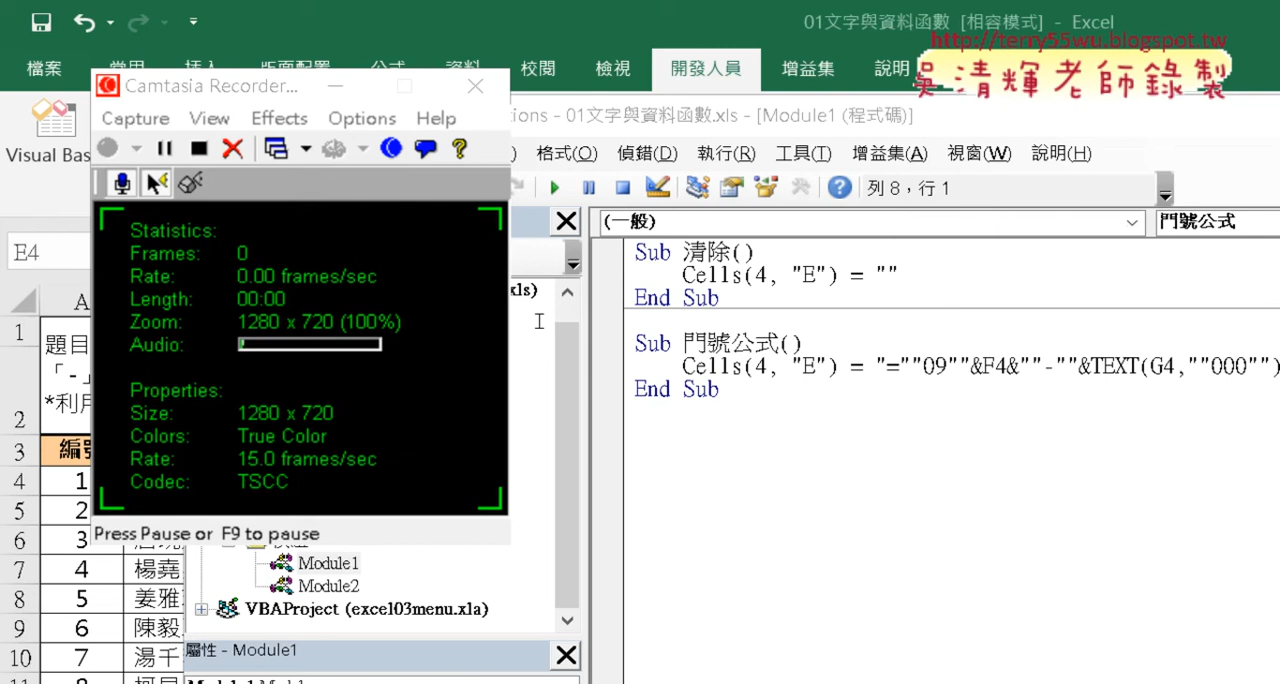 01文字與資料函數 [相容模式] - Excel
http://terry55wu.blogspot.tw
吳清輝老師錄製
檔案
校閱
檢視
開發人員
增益集
說明
Camtasia Recorder...
Capture View Effects Options Help
Visual Bas
tions - 01文字與資料函數.xls - [Module1 (程式碼)]
格式(O) 偵錯(D) 執行(R) 工具(T) 增益集(A) 視窗(W) 說明(H)
列 8，行 1
(一般)
門號公式
E4
Statistics:
Frames: 0
Rate: 0.00 frames/sec
Length: 00:00
Zoom: 1280 x 720 (100%)
Audio:
Properties:
Size: 1280 x 720
Colors: True Color
Rate: 15.0 frames/sec
Codec: TSCC
Press Pause or F9 to pause
Sub 清除()
Cells(4, "E") = ""
End Sub
Sub 門號公式()
Cells(4, "E") = "=""09""&F4&""-""&TEXT(G4,""000"")
End Sub
xls)
A
1
題目
「-」
*利用
2
3 編號
4 1
5 2
6 3
7 4 楊堯
8 5 姜雅
9 6 陳毅
10 7 湯千
11
Module1
Module2
VBAProject (excel03menu.xla)
屬性 - Module1